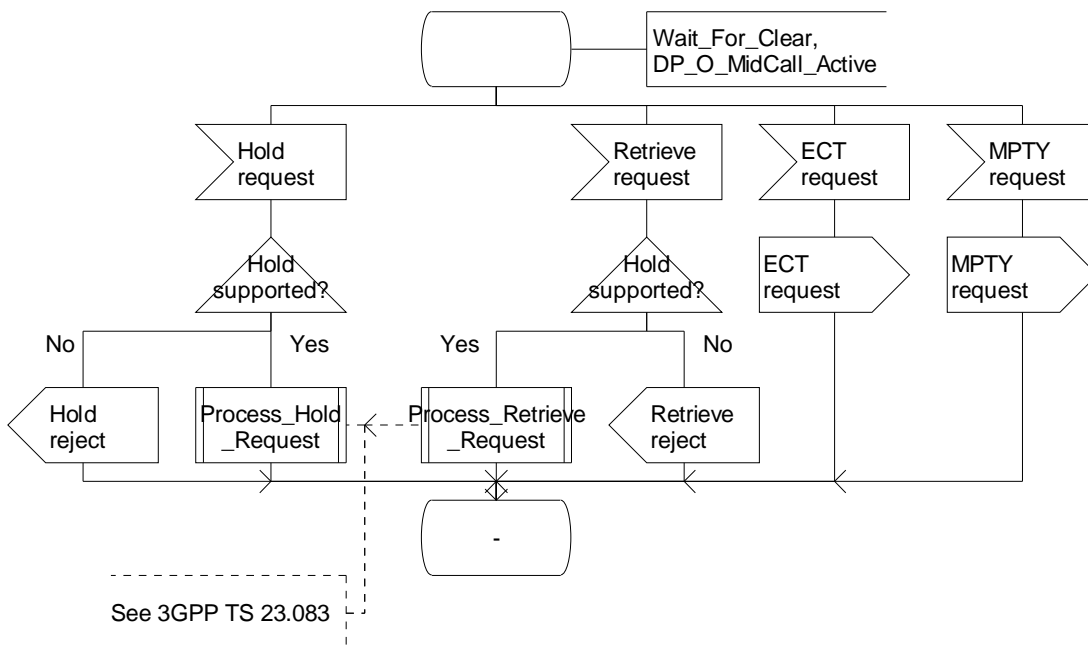 Wait_For_Clear,
DP_O_MidCall_Active
Hold
request
Retrieve
request
ECT
request
MPTY
request
Hold
supported?
Hold
supported?
ECT
request
MPTY
request
No
Yes
Yes
No
Hold
reject
Process_Hold
_Request
Process_Retrieve
_Request
Retrieve
reject
-
See 3GPP TS 23.083